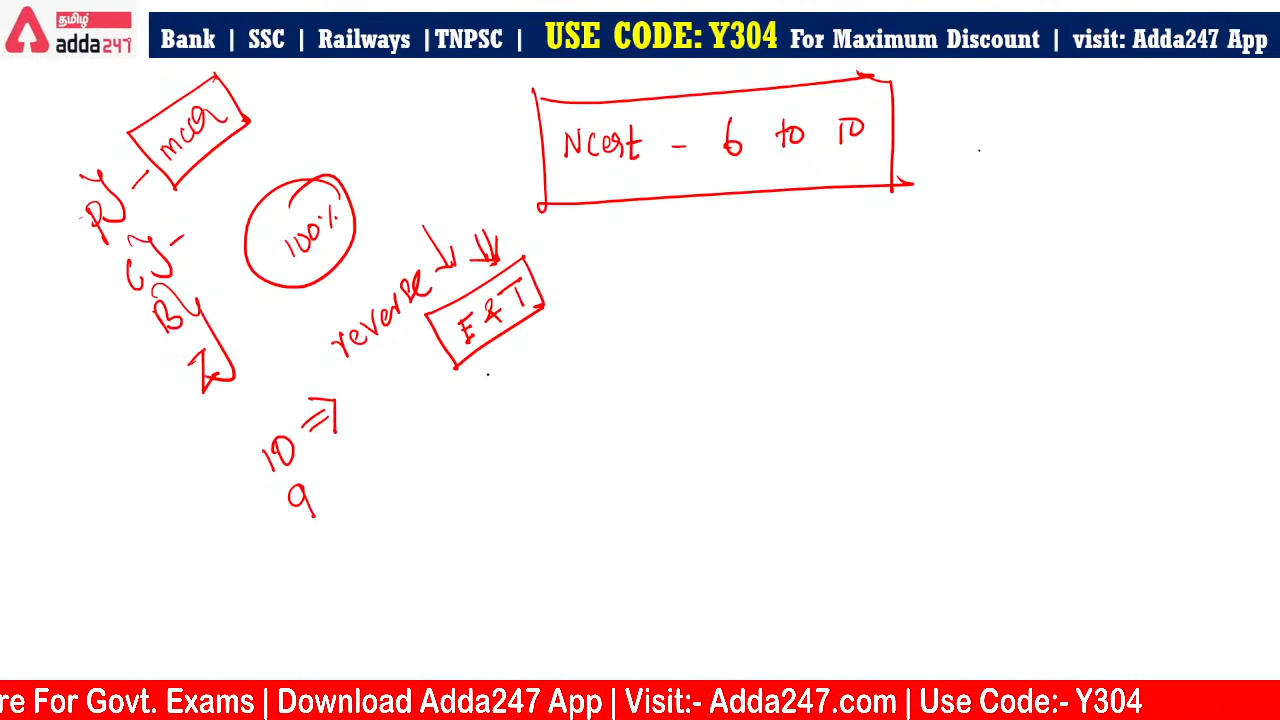 தமிழ்
adda247
Bank | SSC | Railways |TNPSC | USE CODE: Y304 For Maximum Discount | visit: Adda247 App
Ncert - 6 to 10
PY - mcq
CY -
BY
100%
reverse
E & T
10 ⇒
9
re For Govt. Exams | Download Adda247 App | Visit:- Adda247.com | Use Code:- Y304